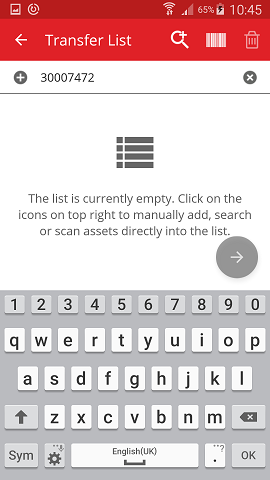 65% 10:45
Transfer List
30007472
The list is currently empty. Click on the
icons on top right to manually add, search
or scan assets directly into the list.
1 2 3 4 5 6 7 8 9 0
q w e r t y u i o p
a s d f g h j k l
z x c v b n m
Sym English(UK) . ? OK